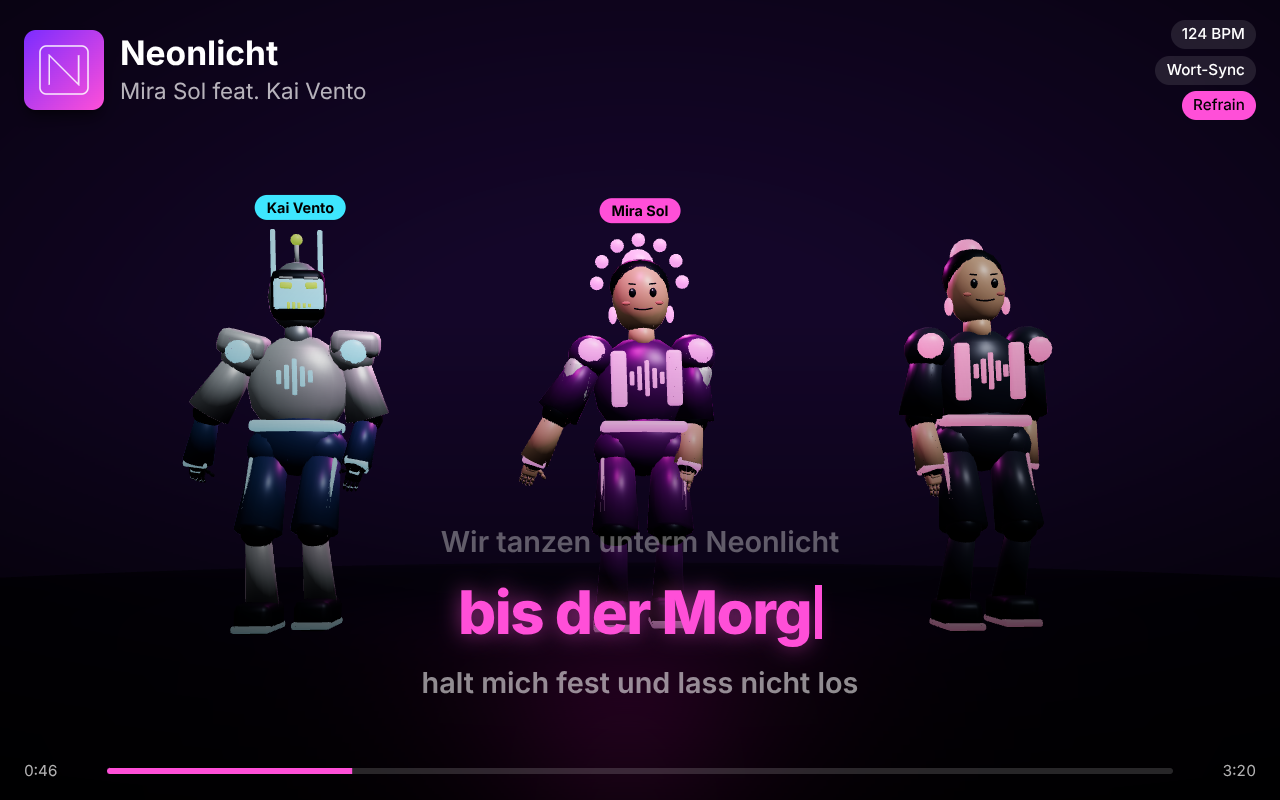 N
Neonlicht
Mira Sol feat. Kai Vento
124 BPM
Wort-Sync
Refrain
Kai Vento
Mira Sol
Wir tanzen unterm Neonlicht
bis der Morg
halt mich fest und lass nicht los
0:46
3:20